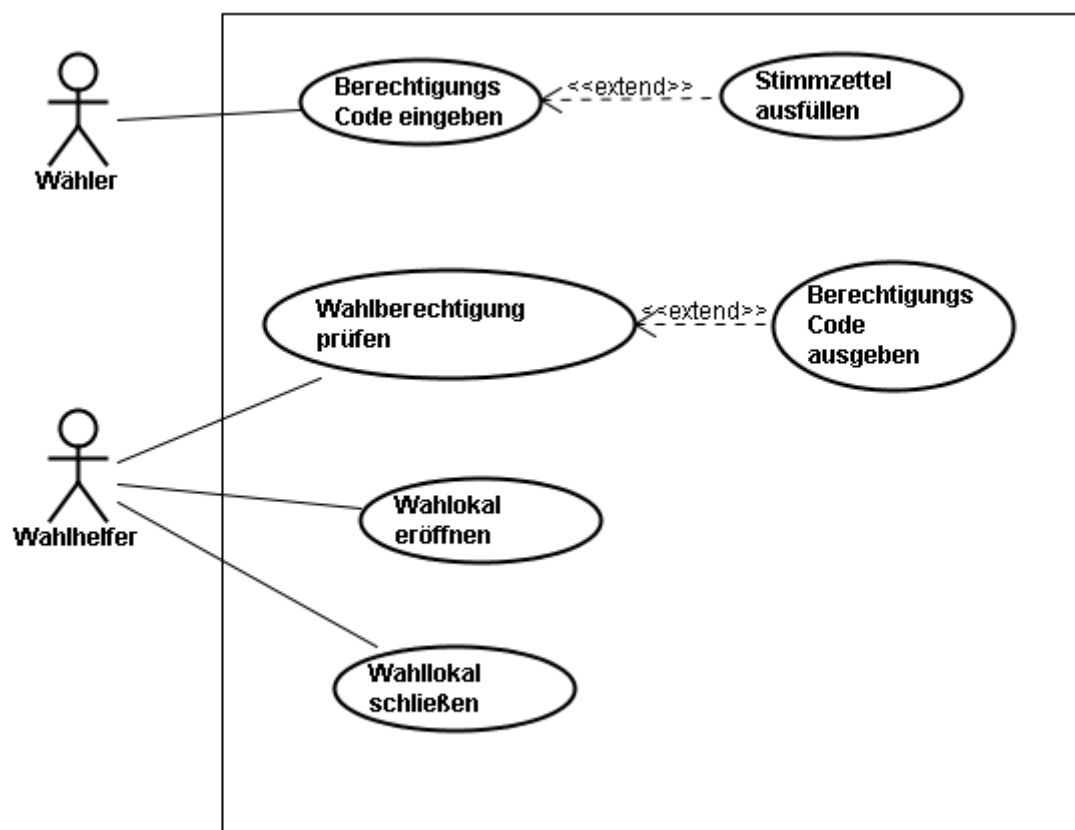 Berechtigungs
Code eingeben
<<extend>>
Stimmzettel
ausfüllen
Wähler
Wahlberechtigung
prüfen
<<extend>>
Berechtigungs
Code
ausgeben
Wahlhelfer
Wahlokal
eröffnen
Wahllokal
schließen